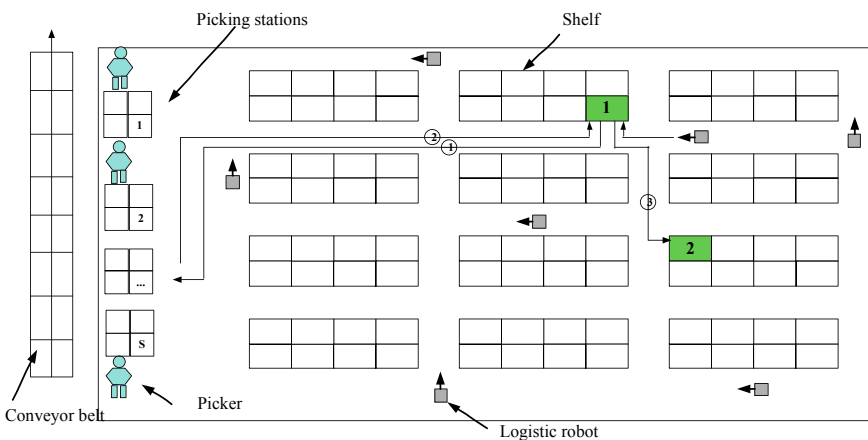 Picking stations
Shelf
1
1
2
1
2
3
2
...
S
Picker
Conveyor belt
Logistic robot